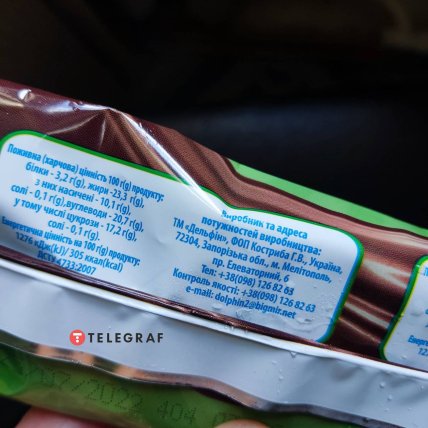 Поживна (харчова) цінність 100 г(g) продукту:
білки - 3,2 г(g), жири -23,3 г(g),
з них насичені - 10,1 г(g),
солі - 0,1 г(g),вуглеводи - 20,7 г(g),
у тому числі цукрози - 17,2 г(g),
солі - 0,1 г(g).
Енергетична цінність на 100 г(g) продукту:
1276 кДж(kJ)/ 305 ккал(kcal)
ДСТУ 4733:2007
Виробник та адреса
потужностей виробництва:
ТМ «Дельфін», ФОП Костриба Г.В., Україна,
72304, Запорізька обл., м. Мелітополь,
пр. Елеваторний, 6
Тел: +38(098) 126 82 63
Контроль якості: +38(098) 126 82 63
e-mail: dolphin2@bigmir.net
TELEGRAF
2022 404